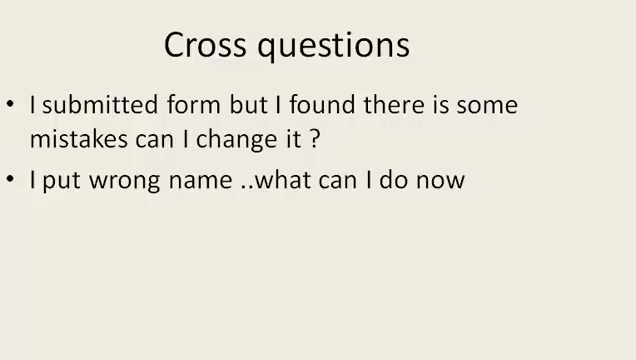 Cross questions
• I submitted form but I found there is some
mistakes can I change it ?
• I put wrong name ..what can I do now